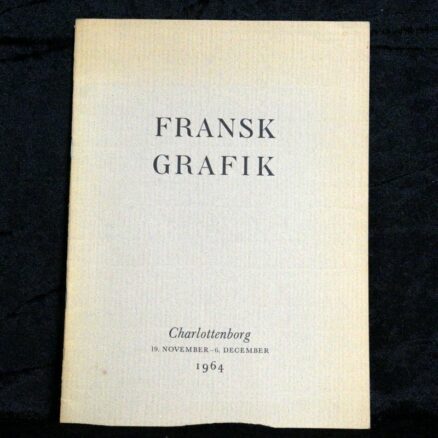 FRANSK
GRAFIK
Charlottenborg
19. NOVEMBER–6. DECEMBER
1964